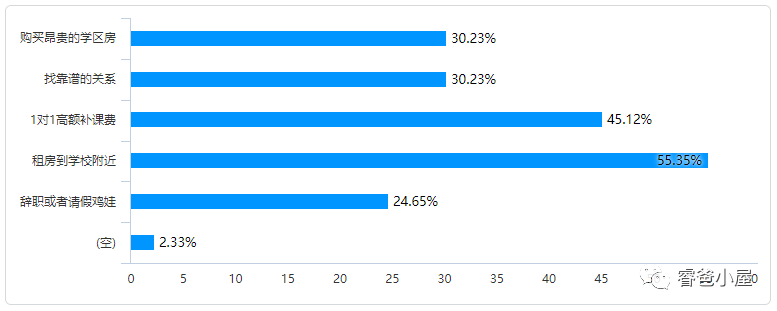 购买昂贵的学区房 30.23%
找靠谱的关系 30.23%
1对1高额补课费 45.12%
租房到学校附近 55.35%
辞职或者请假鸡娃 24.65%
(空) 2.33%
0 5 10 15 20 25 30 35 40 45
睿爸小屋